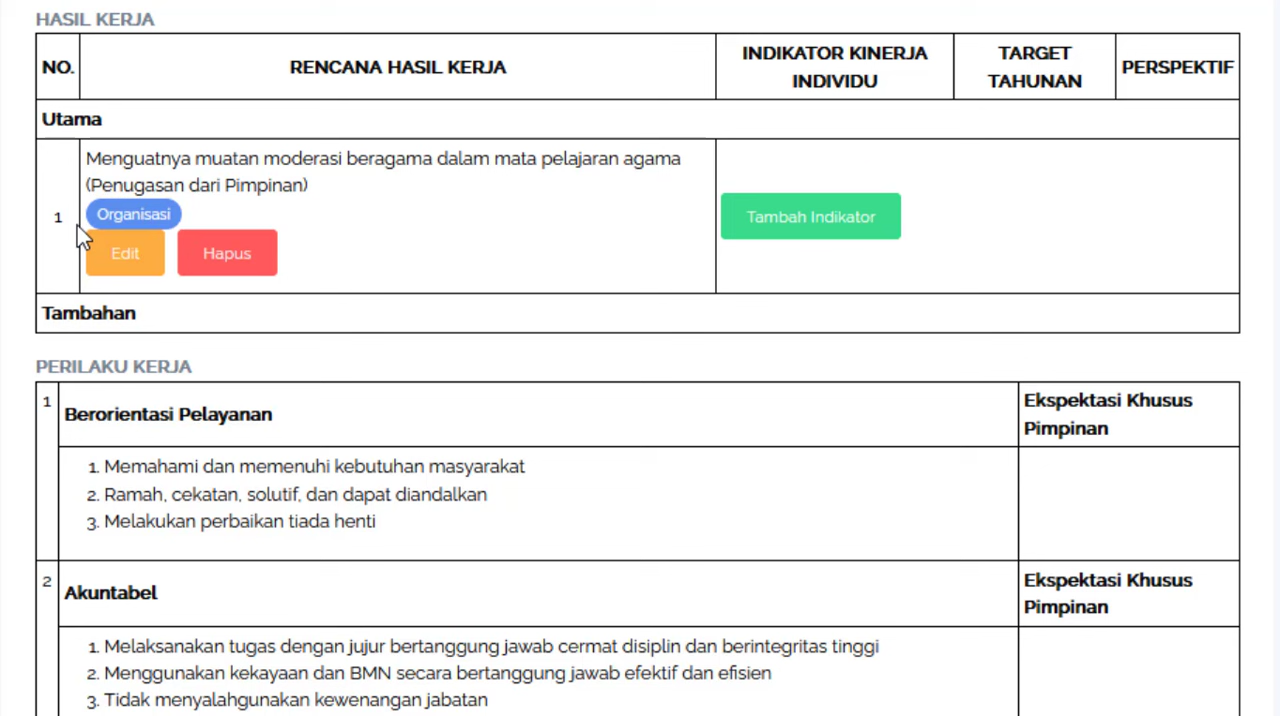 HASIL KERJA
NO. RENCANA HASIL KERJA INDIKATOR KINERJA INDIVIDU TARGET TAHUNAN PERSPEKTIF
Utama
1
Menguatnya muatan moderasi beragama dalam mata pelajaran agama
(Penugasan dari Pimpinan)
Organisasi
Edit Hapus
Tambah Indikator
Tambahan
PERILAKU KERJA
1 Berorientasi Pelayanan
Ekspektasi Khusus
Pimpinan
1. Memahami dan memenuhi kebutuhan masyarakat
2. Ramah, cekatan, solutif, dan dapat diandalkan
3. Melakukan perbaikan tiada henti
2 Akuntabel
Ekspektasi Khusus
Pimpinan
1. Melaksanakan tugas dengan jujur bertanggung jawab cermat disiplin dan berintegritas tinggi
2. Menggunakan kekayaan dan BMN secara bertanggung jawab efektif dan efisien
3. Tidak menyalahgunakan kewenangan jabatan